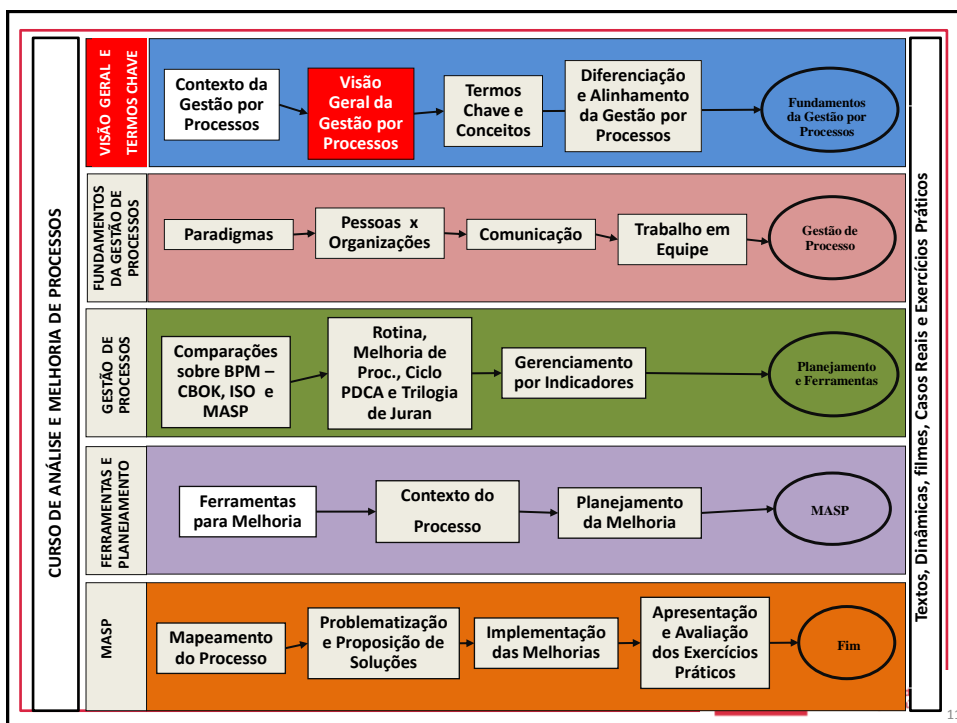 CURSO DE ANÁLISE E MELHORIA DE PROCESSOS
VISÃO GERAL E
TERMOS CHAVE
Contexto da
Gestão por
Processos
Visão
Geral da
Gestão por
Processos
Termos
Chave e
Conceitos
Diferenciação
e Alinhamento
da Gestão por
Processos
Fundamentos
da Gestão por
Processos
FUNDAMENTOS
DA GESTÃO DE
PROCESSOS
Paradigmas
Pessoas x
Organizações
Comunicação
Trabalho em
Equipe
Gestão de
Processo
GESTÃO DE
PROCESSOS
Comparações
sobre BPM –
CBOK, ISO e
MASP
Rotina,
Melhoria de
Proc., Ciclo
PDCA e Trilogia
de Juran
Gerenciamento
por Indicadores
Planejamento
e Ferramentas
FERRAMENTAS E
PLANEJAMENTO
Ferramentas
para Melhoria
Contexto do
Processo
Planejamento
da Melhoria
MASP
MASP
Mapeamento
do Processo
Problematização
e Proposição de
Soluções
Implementação
das Melhorias
Apresentação
e Avaliação
dos Exercícios
Práticos
Fim
Textos, Dinâmicas, filmes, Casos Reais e Exercícios Práticos